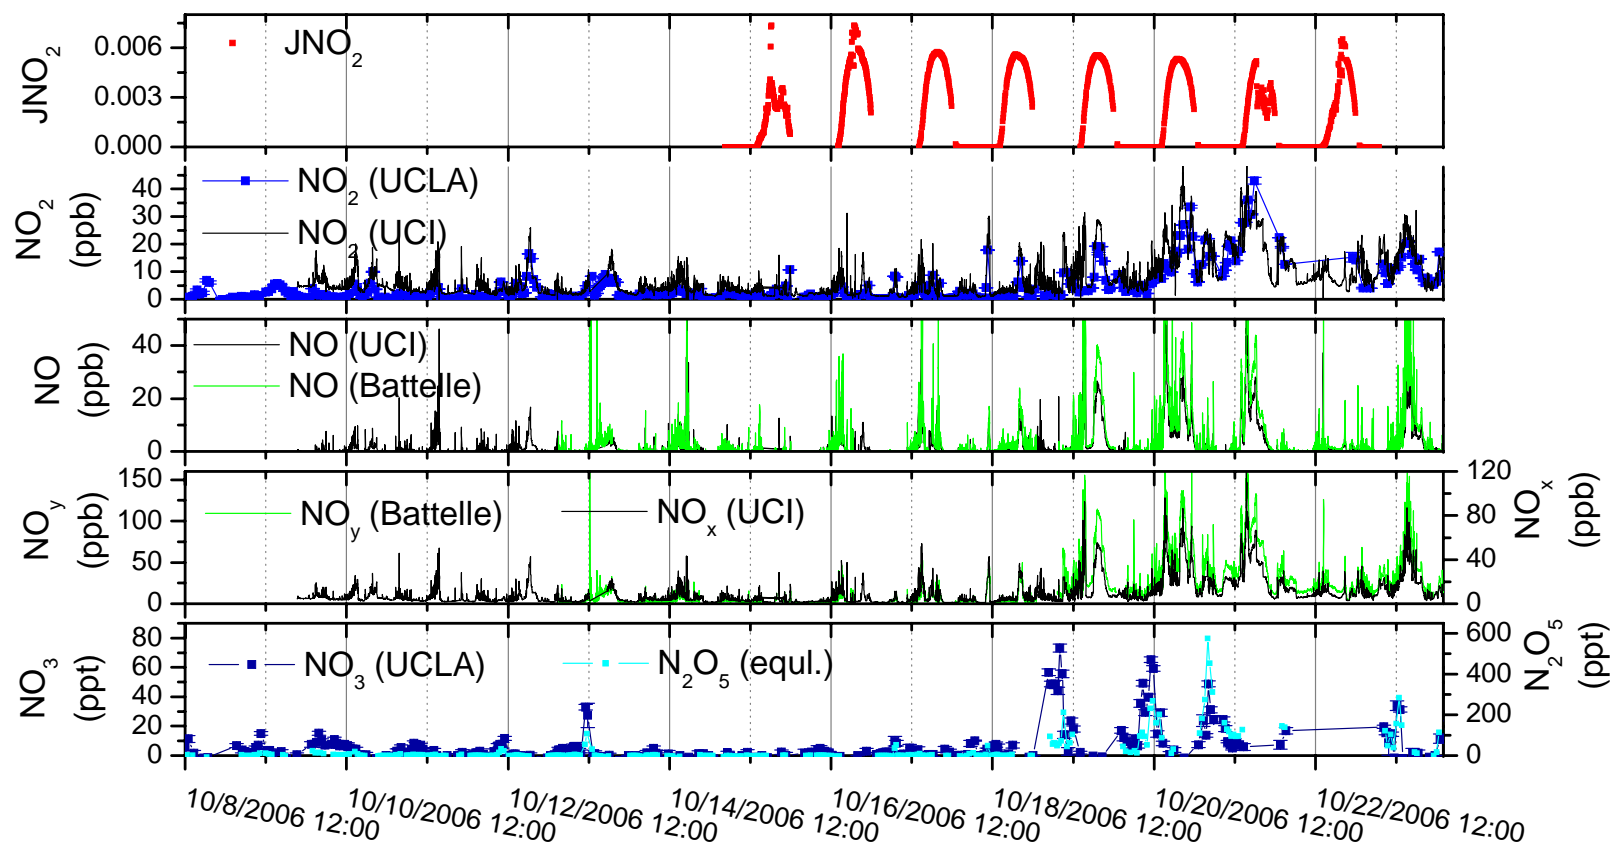 JNO2
0.006
0.003
0.000
JNO2
NO2
(ppb)
40
30
20
10
0
NO2 (UCLA)
NO2 (UCI)
NO
(ppb)
40
20
0
NO (UCI)
NO (Battelle)
NOy
(ppb)
150
100
50
0
NOy (Battelle)
NOx (UCI)
120
80
40
0
NOx
(ppb)
NO3
(ppt)
80
60
40
20
0
NO3 (UCLA)
N2O5 (equl.)
600
400
200
0
N2O5
(ppt)
10/8/2006 12:00
10/10/2006 12:00
10/12/2006 12:00
10/14/2006 12:00
10/16/2006 12:00
10/18/2006 12:00
10/20/2006 12:00
10/22/2006 12:00